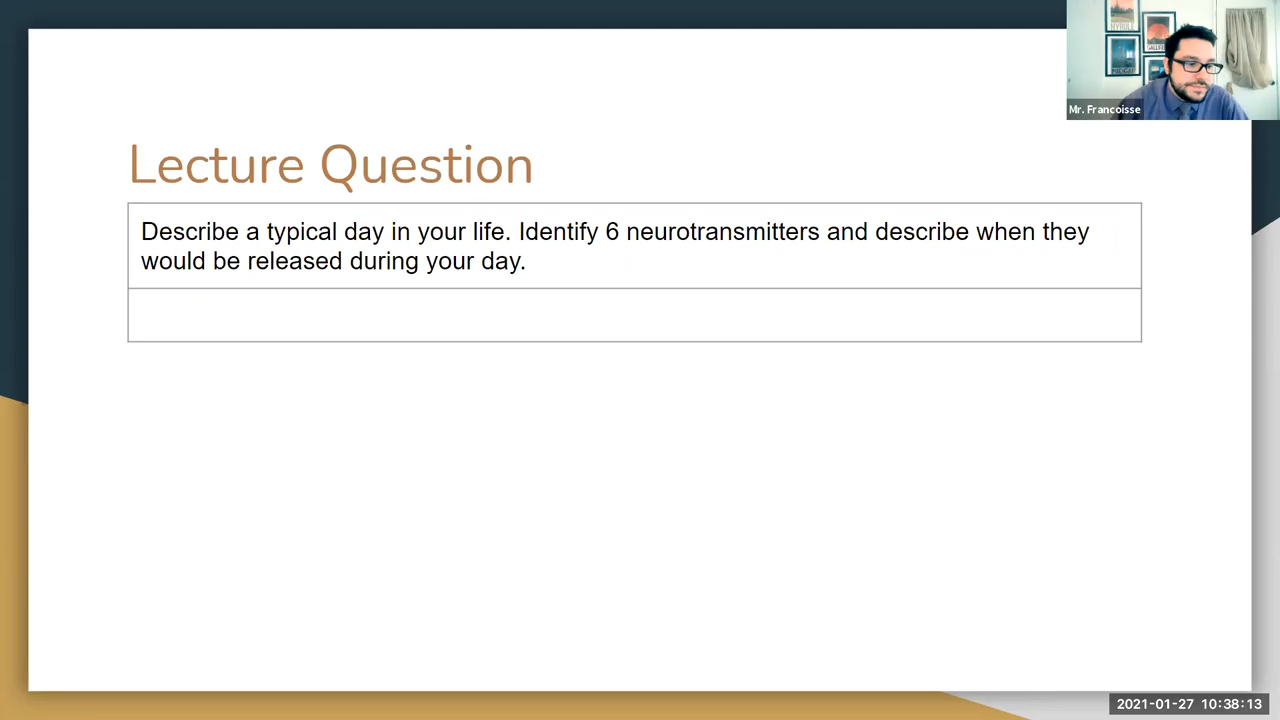 Mr. Francoisse
Lecture Question
Describe a typical day in your life. Identify 6 neurotransmitters and describe when they
would be released during your day.
2021-01-27 10:38:13